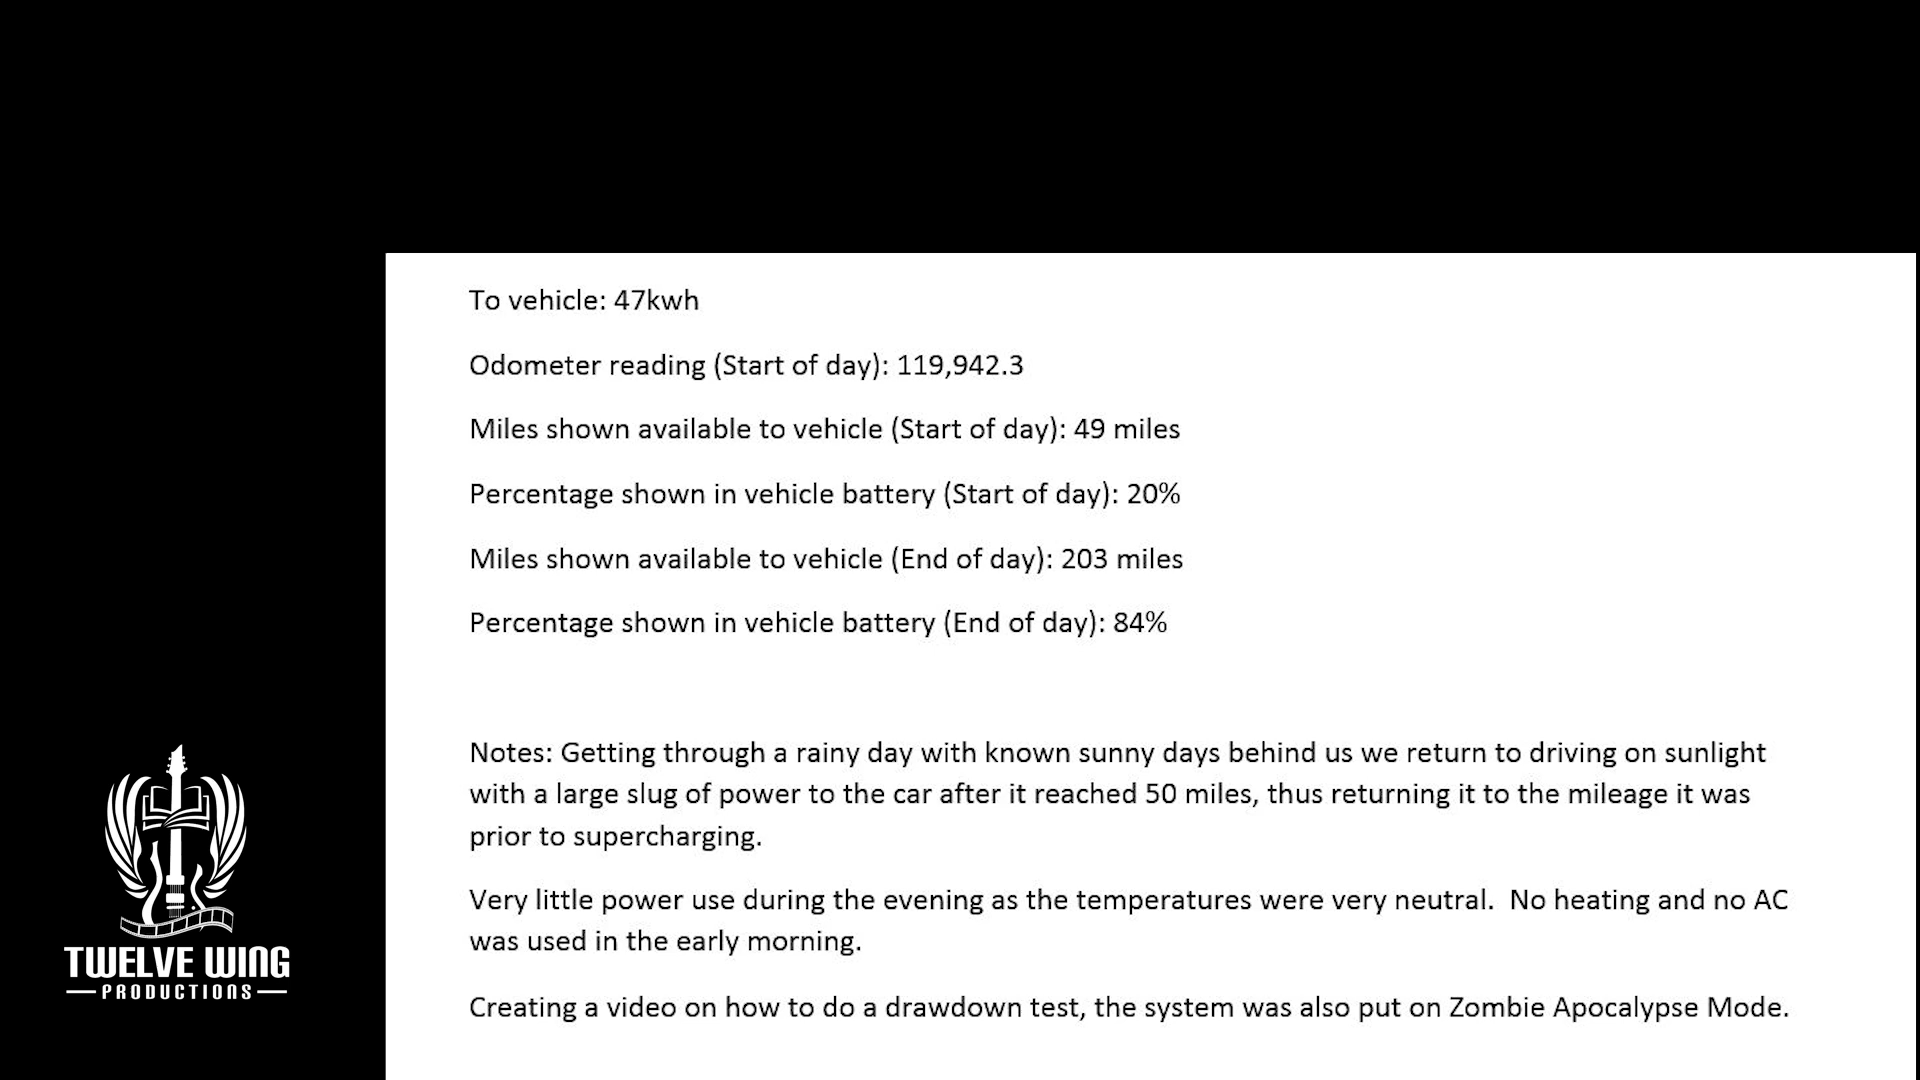 To vehicle: 47kwh
Odometer reading (Start of day): 119,942.3
Miles shown available to vehicle (Start of day): 49 miles
Percentage shown in vehicle battery (Start of day): 20%
Miles shown available to vehicle (End of day): 203 miles
Percentage shown in vehicle battery (End of day): 84%
Notes: Getting through a rainy day with known sunny days behind us we return to driving on sunlight
with a large slug of power to the car after it reached 50 miles, thus returning it to the mileage it was
prior to supercharging.
Very little power use during the evening as the temperatures were very neutral.  No heating and no AC
was used in the early morning.
Creating a video on how to do a drawdown test, the system was also put on Zombie Apocalypse Mode.
TWELVE WING
PRODUCTIONS